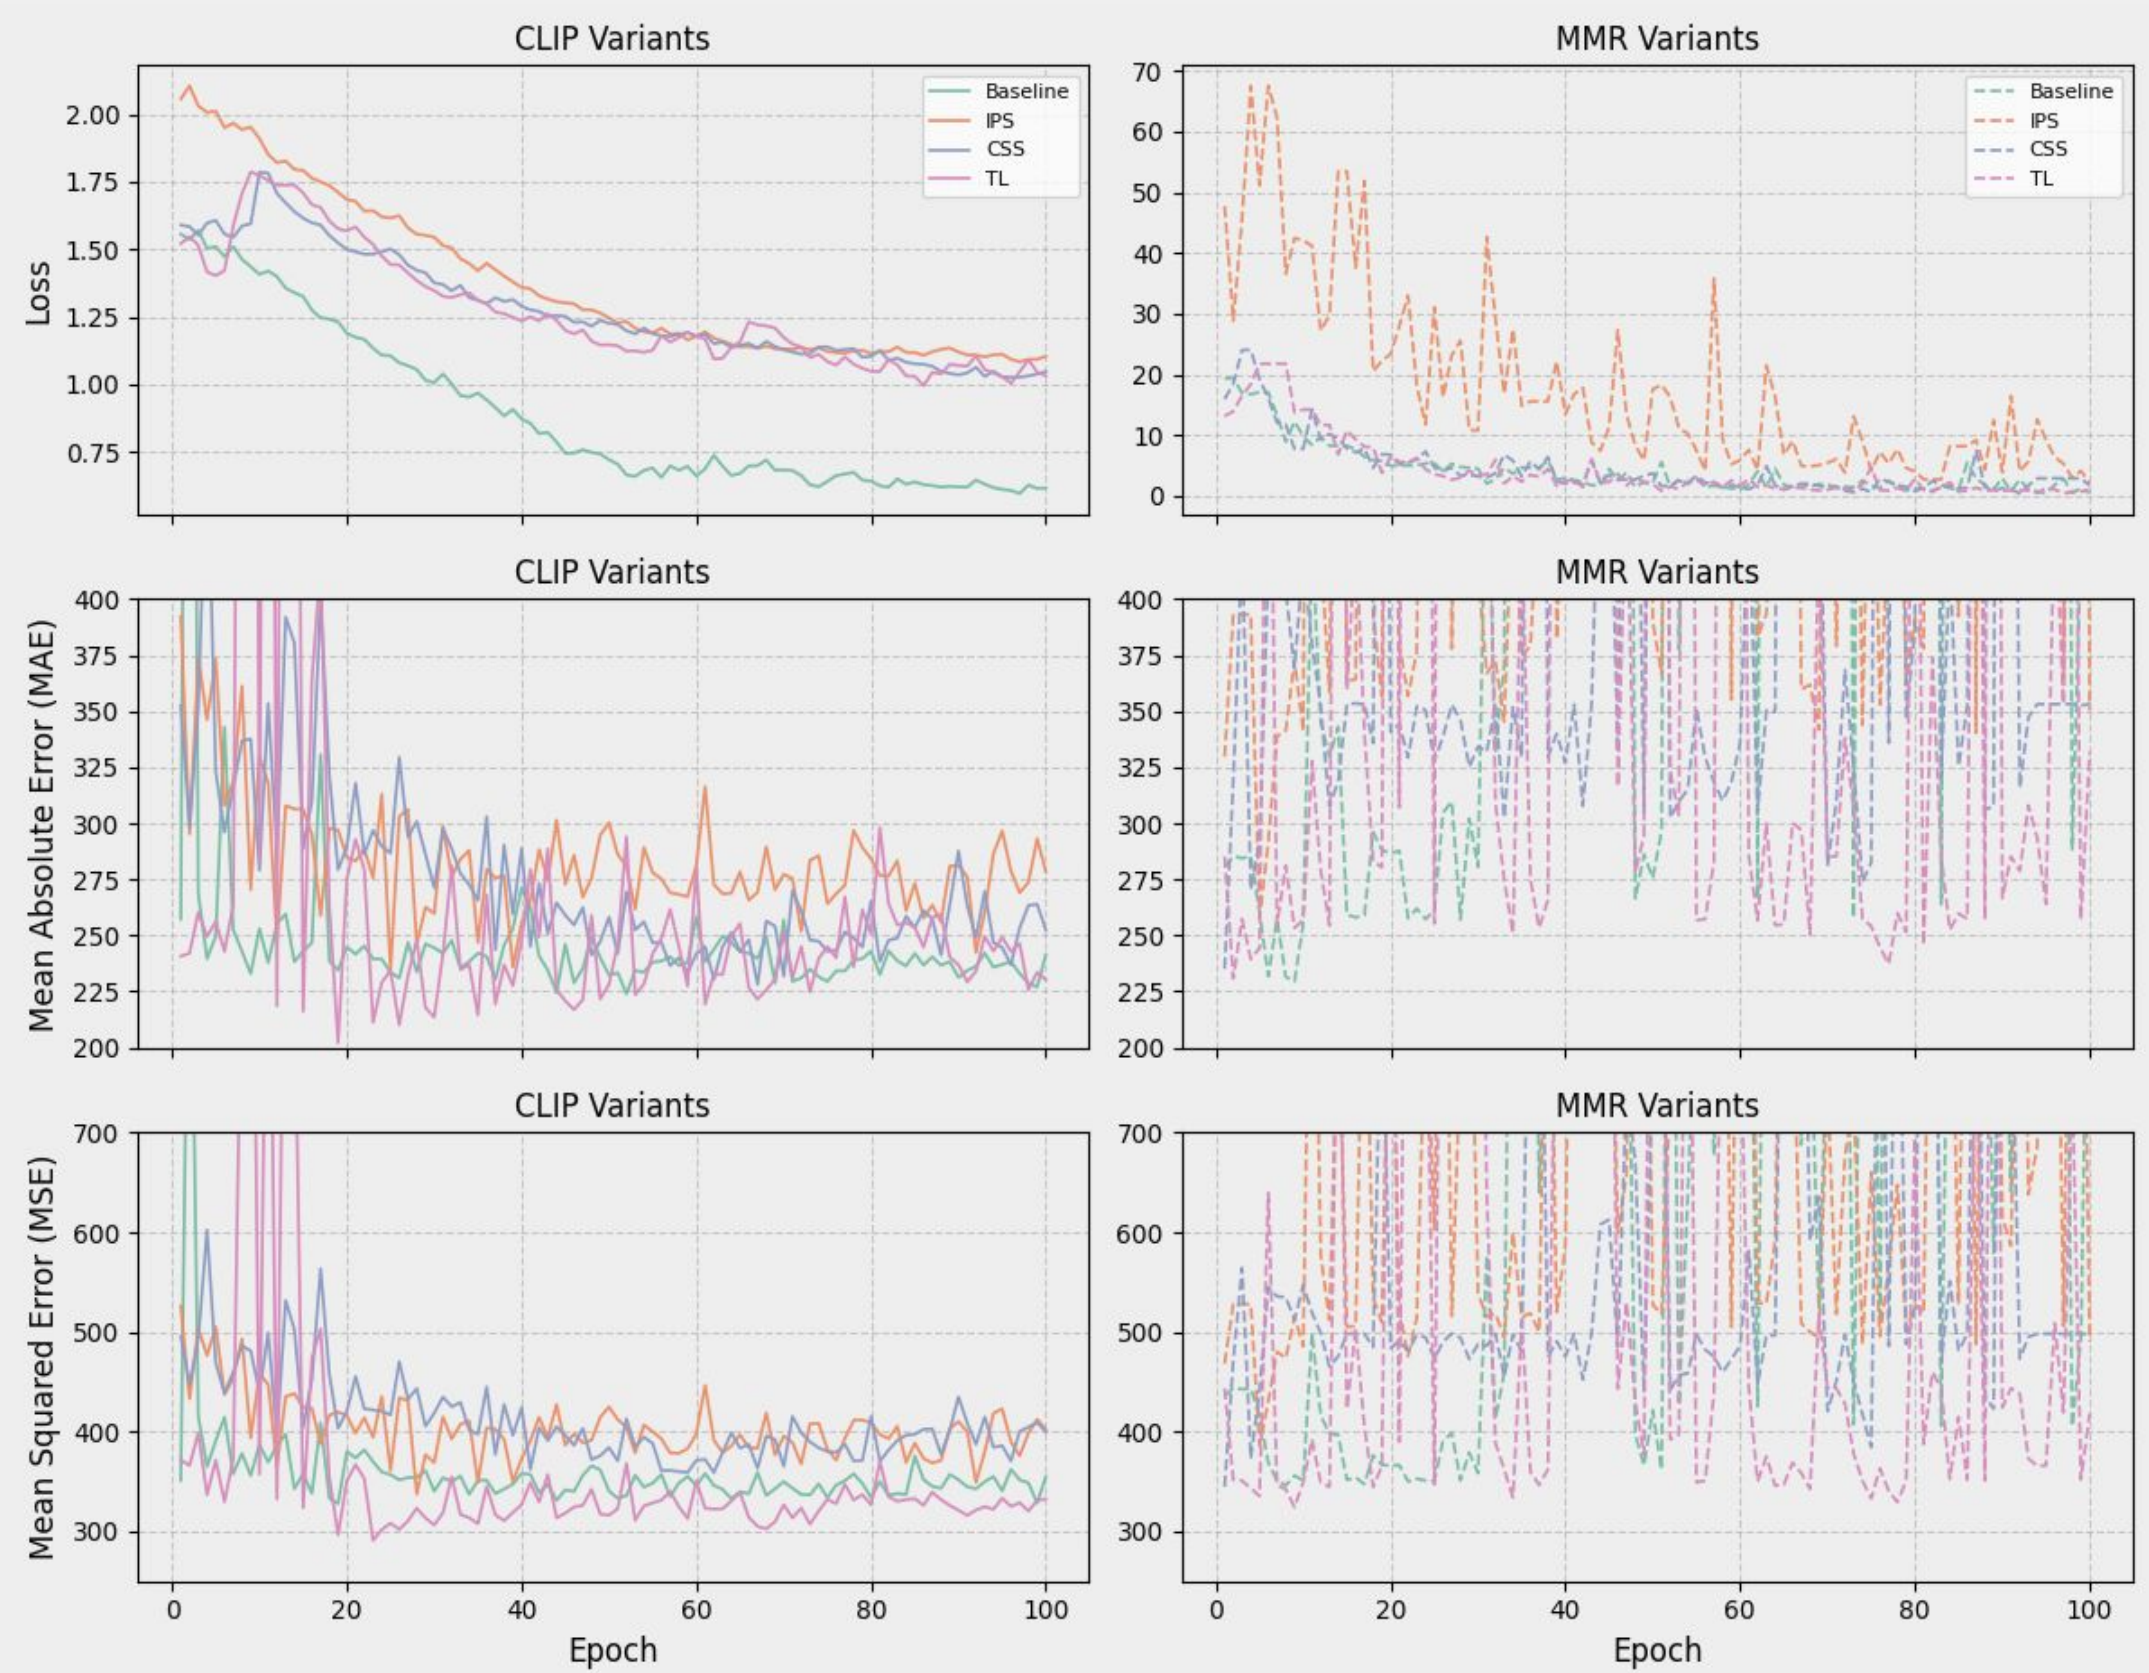 CLIP Variants
MMR Variants
Loss
2.00
1.75
1.50
1.25
1.00
0.75
Baseline
IPS
CSS
TL
70
60
50
40
30
20
10
0
Baseline
IPS
CSS
TL
CLIP Variants
MMR Variants
Mean Absolute Error (MAE)
400
375
350
325
300
275
250
225
200
400
375
350
325
300
275
250
225
200
CLIP Variants
MMR Variants
Mean Squared Error (MSE)
700
600
500
400
300
0 20 40 60 80 100
Epoch
700
600
500
400
300
0 20 40 60 80 100
Epoch